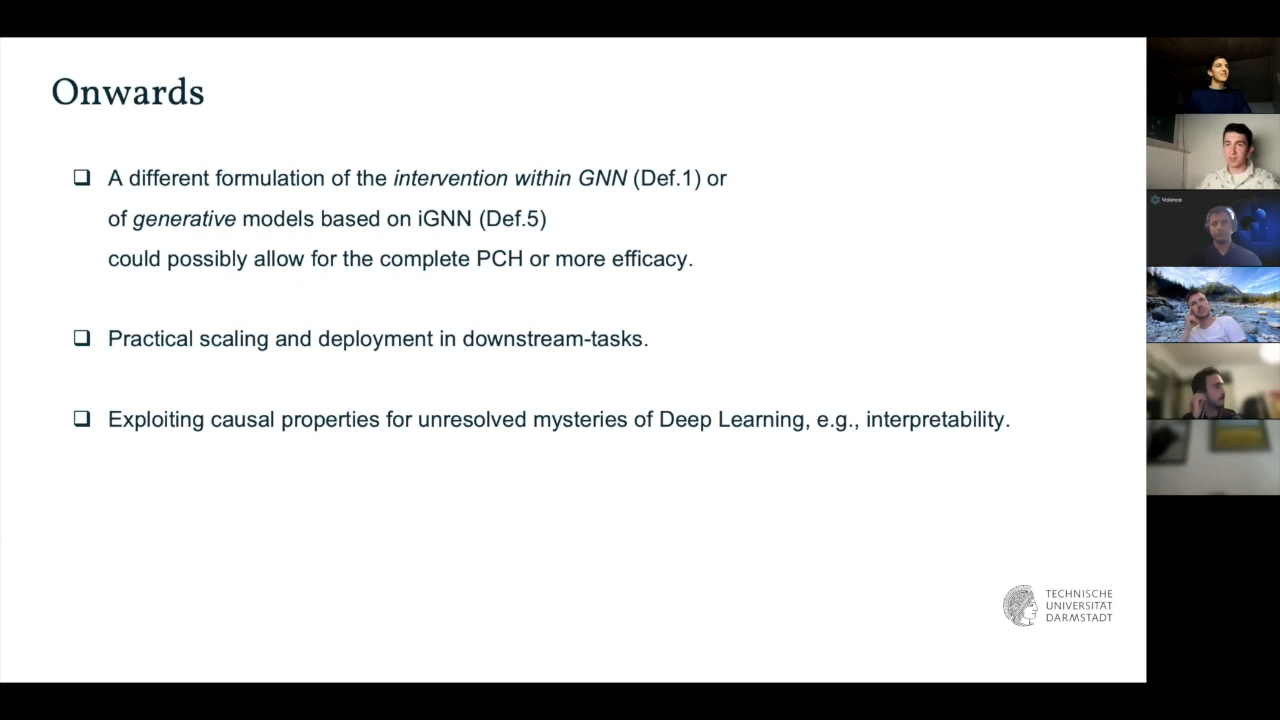 Onwards
❑ A different formulation of the intervention within GNN (Def.1) or
of generative models based on iGNN (Def.5)
could possibly allow for the complete PCH or more efficacy.
❑ Practical scaling and deployment in downstream-tasks.
❑ Exploiting causal properties for unresolved mysteries of Deep Learning, e.g., interpretability.
TECHNISCHE
UNIVERSITÄT
DARMSTADT
Valence